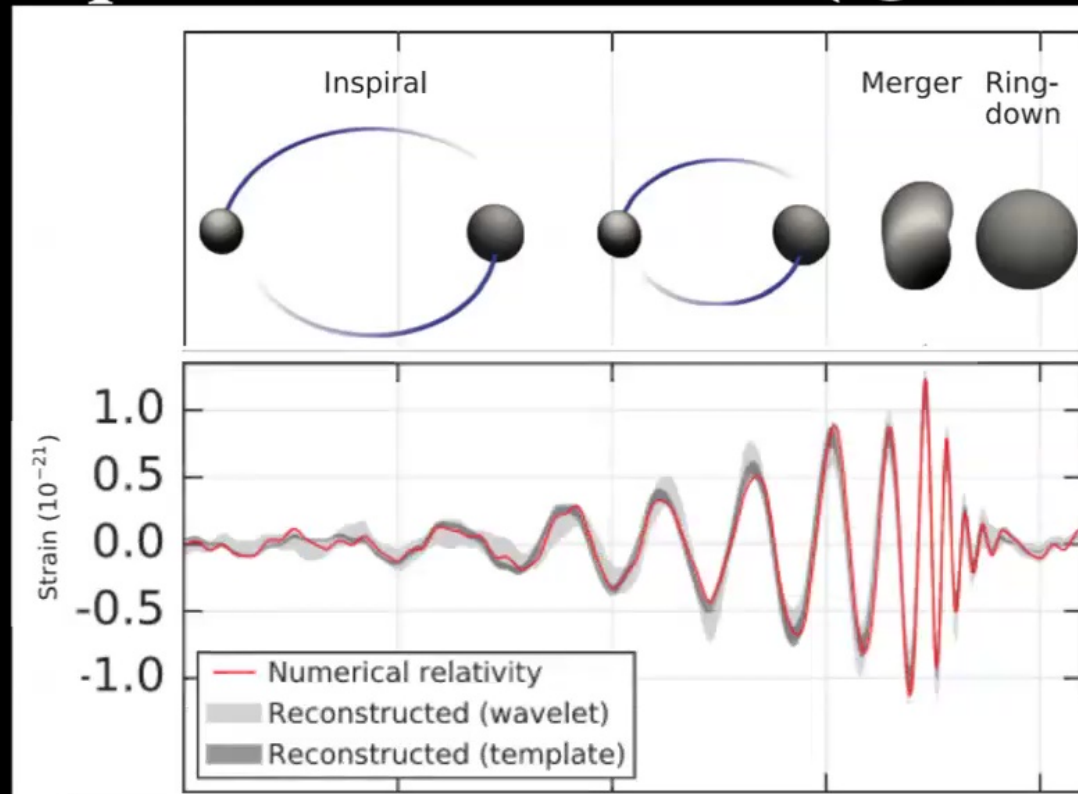 Inspiral
Merger
Ring-
down
Strain (10⁻²¹)
1.0
0.5
0.0
-0.5
-1.0
Numerical relativity
Reconstructed (wavelet)
Reconstructed (template)